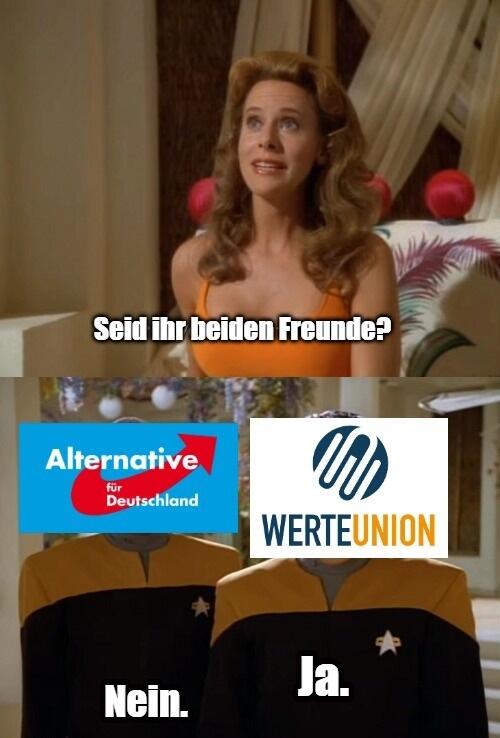 Seid ihr beiden Freunde?
Alternative
für
Deutschland
WERTEUNION
Nein.
Ja.